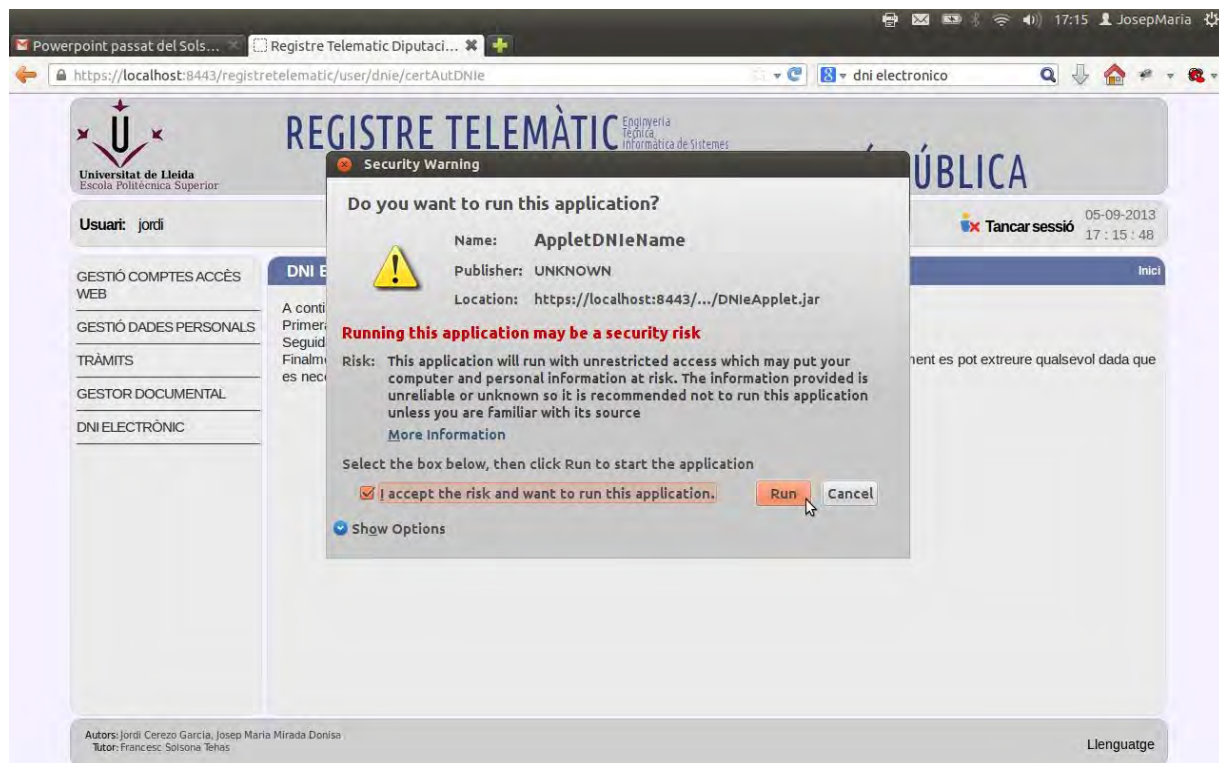 17:15 JosepMaria
Powerpoint passat del Sols...
Registre Telematic Diputaci...
https://localhost:8443/registretelematic/user/dnie/certAutDNIe
dni electronico
Universitat de Lleida
Escola Politècnica Superior
REGISTRE TELEMÀTIC
Enginyeria
Tècnica
Informàtica de Sistemes
ÚBLICA
Usuari: jordi
Tancar sessió
05-09-2013
17 : 15 : 48
GESTIÓ COMPTES ACCÈS
WEB
GESTIÓ DADES PERSONALS
TRÀMITS
GESTOR DOCUMENTAL
DNI ELECTRÒNIC
DNI E
Inici
A conti
Primera
Seguid
Finalm
ment es pot extreure qualsevol dada que
es nece
Security Warning
Do you want to run this application?
Name: AppletDNIeName
Publisher: UNKNOWN
Location: https://localhost:8443/.../DNIeApplet.jar
Running this application may be a security risk
Risk: This application will run with unrestricted access which may put your
computer and personal information at risk. The information provided is
unreliable or unknown so it is recommended not to run this application
unless you are familiar with its source
More Information
Select the box below, then click Run to start the application
I accept the risk and want to run this application.
Run
Cancel
Show Options
Autors: Jordi Cerezo Garcia, Josep Maria Mirada Donisa
Tutor: Francesc Solsona Tehas
Llenguatge